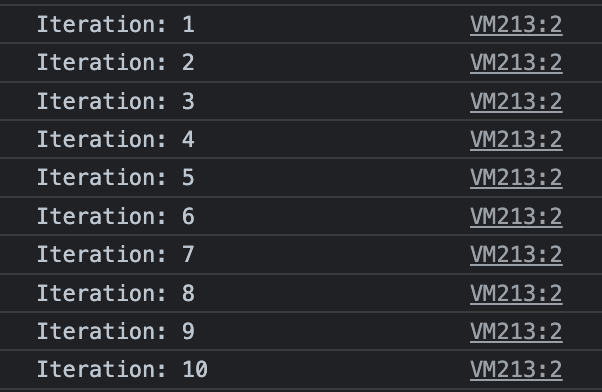 Iteration: 1 VM213:2
Iteration: 2 VM213:2
Iteration: 3 VM213:2
Iteration: 4 VM213:2
Iteration: 5 VM213:2
Iteration: 6 VM213:2
Iteration: 7 VM213:2
Iteration: 8 VM213:2
Iteration: 9 VM213:2
Iteration: 10 VM213:2